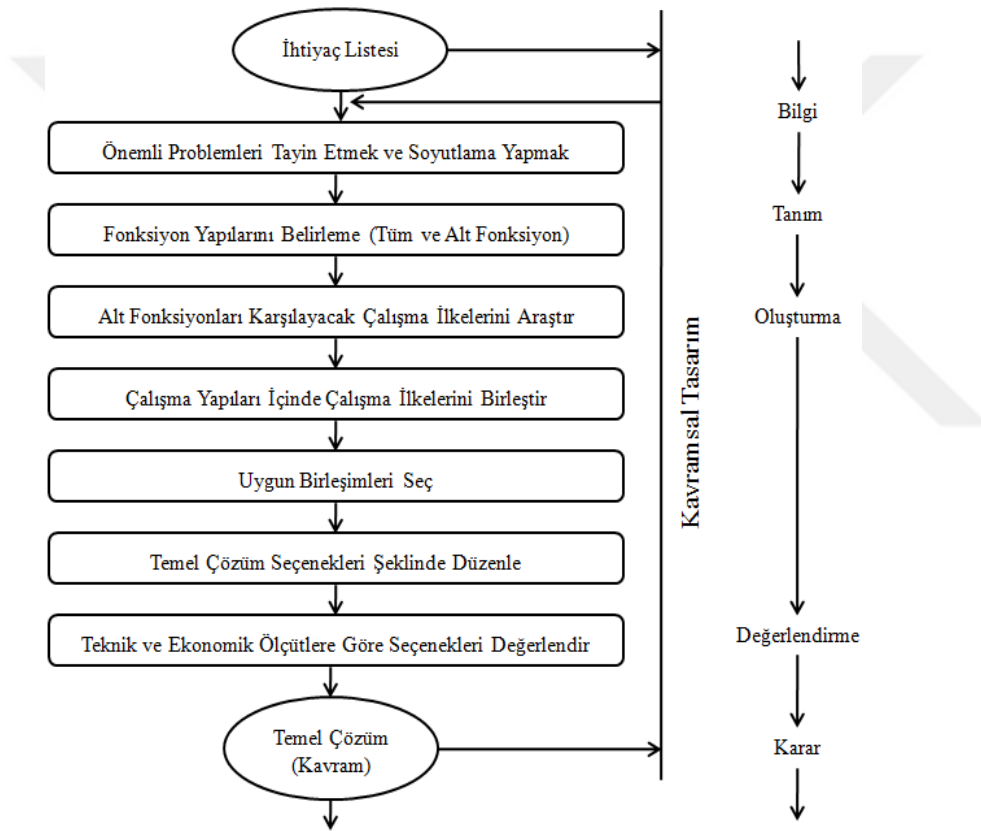 İhtiyaç Listesi
Önemli Problemleri Tayin Etmek ve Soyutlama Yapmak
Fonksiyon Yapılarını Belirleme (Tüm ve Alt Fonksiyon)
Alt Fonksiyonları Karşılayacak Çalışma İlkelerini Araştır
Çalışma Yapıları İçinde Çalışma İlkelerini Birleştir
Uygun Birleşimleri Seç
Temel Çözüm Seçenekleri Şeklinde Düzenle
Teknik ve Ekonomik Ölçütlere Göre Seçenekleri Değerlendir
Temel Çözüm
(Kavram)
Kavramsal Tasarım
Bilgi
Tanım
Oluşturma
Değerlendirme
Karar